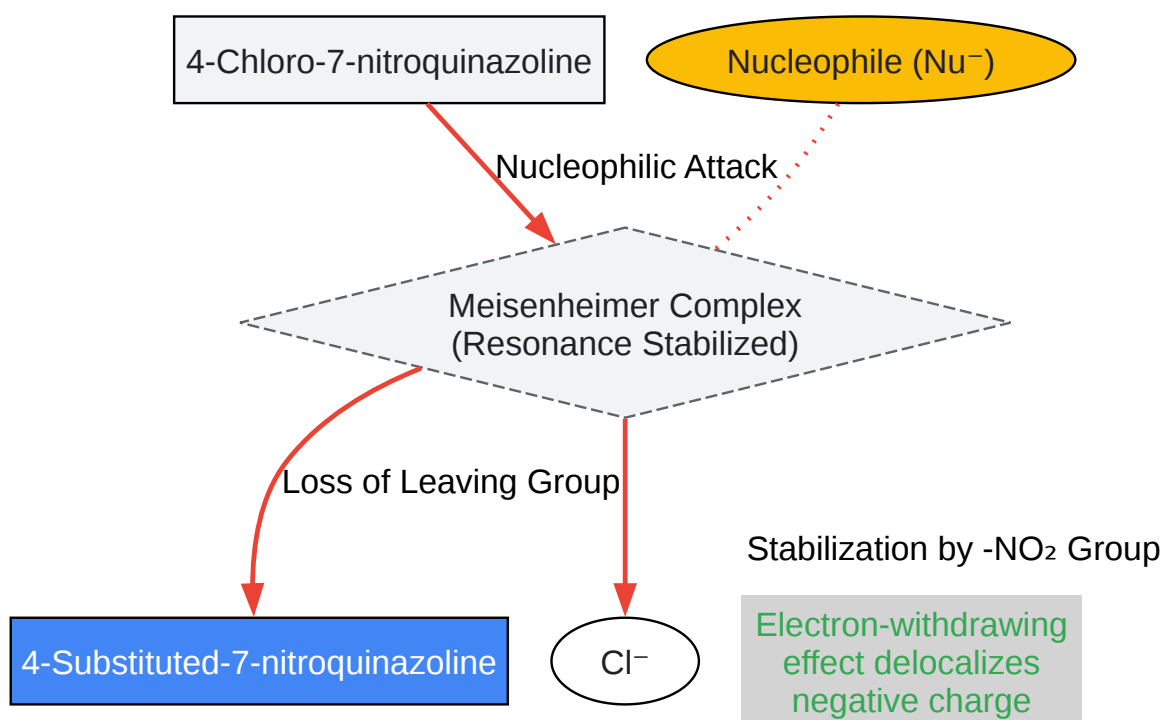 4-Chloro-7-nitroquinazoline
Nucleophile (Nu⁻)
Nucleophilic Attack
Meisenheimer Complex
(Resonance Stabilized)
Loss of Leaving Group
Stabilization by -NO₂ Group
4-Substituted-7-nitroquinazoline
Cl⁻
Electron-withdrawing
effect delocalizes
negative charge